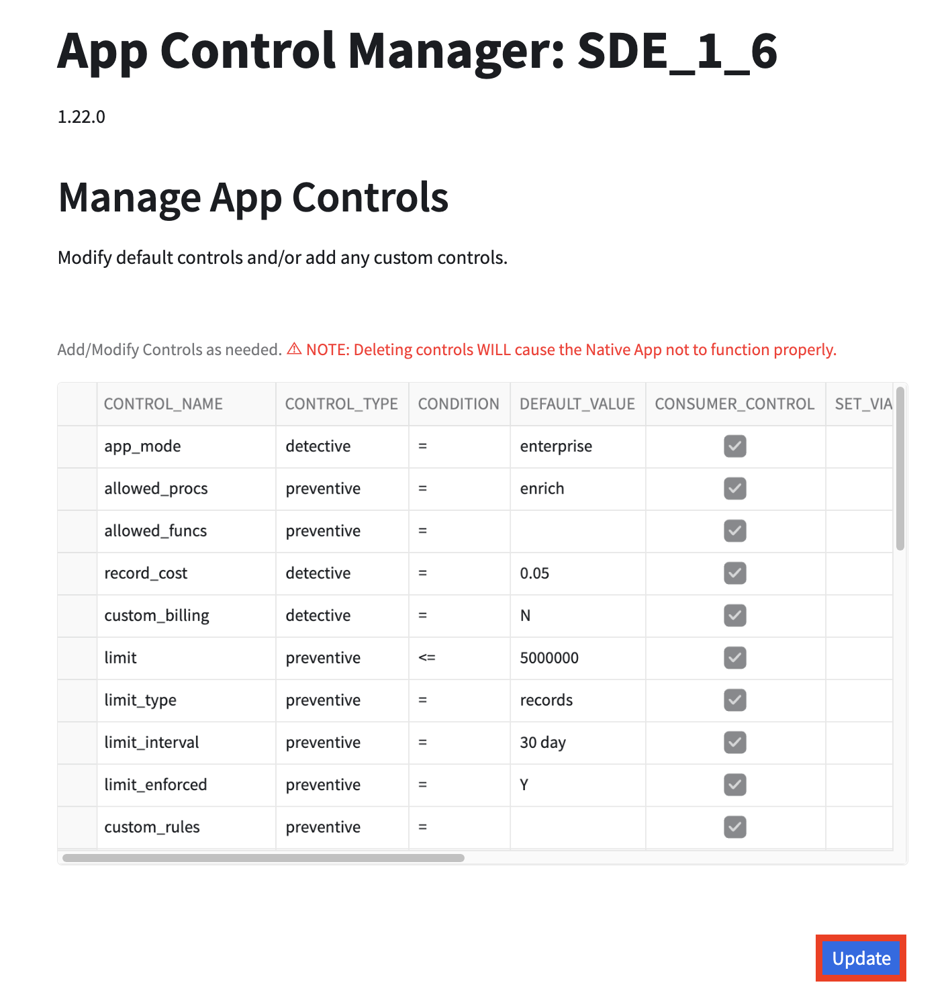 App Control Manager: SDE_1_6
1.22.0
Manage App Controls
Modify default controls and/or add any custom controls.
Add/Modify Controls as needed. ⚠ NOTE: Deleting controls WILL cause the Native App not to function properly.
CONTROL_NAME CONTROL_TYPE CONDITION DEFAULT_VALUE CONSUMER_CONTROL SET_VIA
app_mode detective = enterprise
allowed_procs preventive = enrich
allowed_funcs preventive =
record_cost detective = 0.05
custom_billing detective = N
limit preventive <= 5000000
limit_type preventive = records
limit_interval preventive = 30 day
limit_enforced preventive = Y
custom_rules preventive =
Update